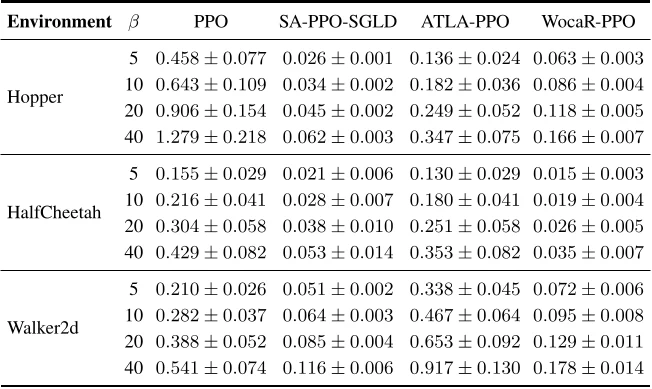 Environment β PPO SA-PPO-SGLD ATLA-PPO WocaR-PPO
Hopper
5 0.458 ± 0.077 0.026 ± 0.001 0.136 ± 0.024 0.063 ± 0.003
10 0.643 ± 0.109 0.034 ± 0.002 0.182 ± 0.036 0.086 ± 0.004
20 0.906 ± 0.154 0.045 ± 0.002 0.249 ± 0.052 0.118 ± 0.005
40 1.279 ± 0.218 0.062 ± 0.003 0.347 ± 0.075 0.166 ± 0.007
HalfCheetah
5 0.155 ± 0.029 0.021 ± 0.006 0.130 ± 0.029 0.015 ± 0.003
10 0.216 ± 0.041 0.028 ± 0.007 0.180 ± 0.041 0.019 ± 0.004
20 0.304 ± 0.058 0.038 ± 0.010 0.251 ± 0.058 0.026 ± 0.005
40 0.429 ± 0.082 0.053 ± 0.014 0.353 ± 0.082 0.035 ± 0.007
Walker2d
5 0.210 ± 0.026 0.051 ± 0.002 0.338 ± 0.045 0.072 ± 0.006
10 0.282 ± 0.037 0.064 ± 0.003 0.467 ± 0.064 0.095 ± 0.008
20 0.388 ± 0.052 0.085 ± 0.004 0.653 ± 0.092 0.129 ± 0.011
40 0.541 ± 0.074 0.116 ± 0.006 0.917 ± 0.130 0.178 ± 0.014